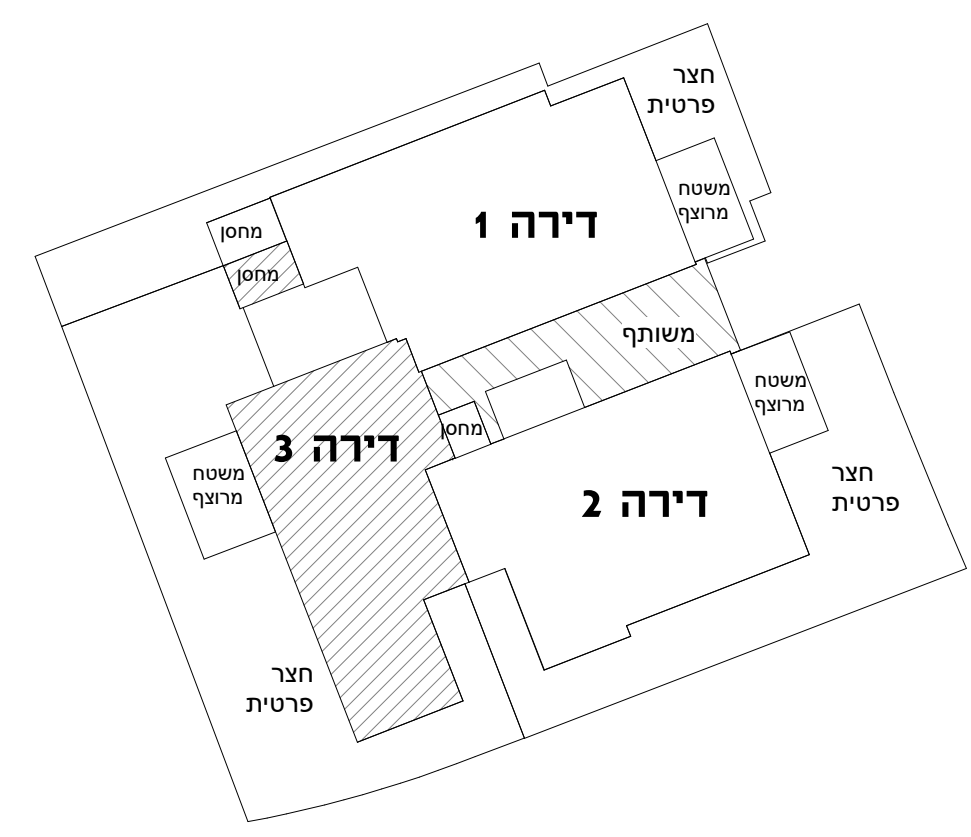 חצר
פרטית
משטח
מרוצף
דירה 1
מחסן
מחסן
משותף
משטח
מרוצף
מחסן
דירה 3
משטח
מרוצף
חצר
פרטית
דירה 2
חצר
פרטית